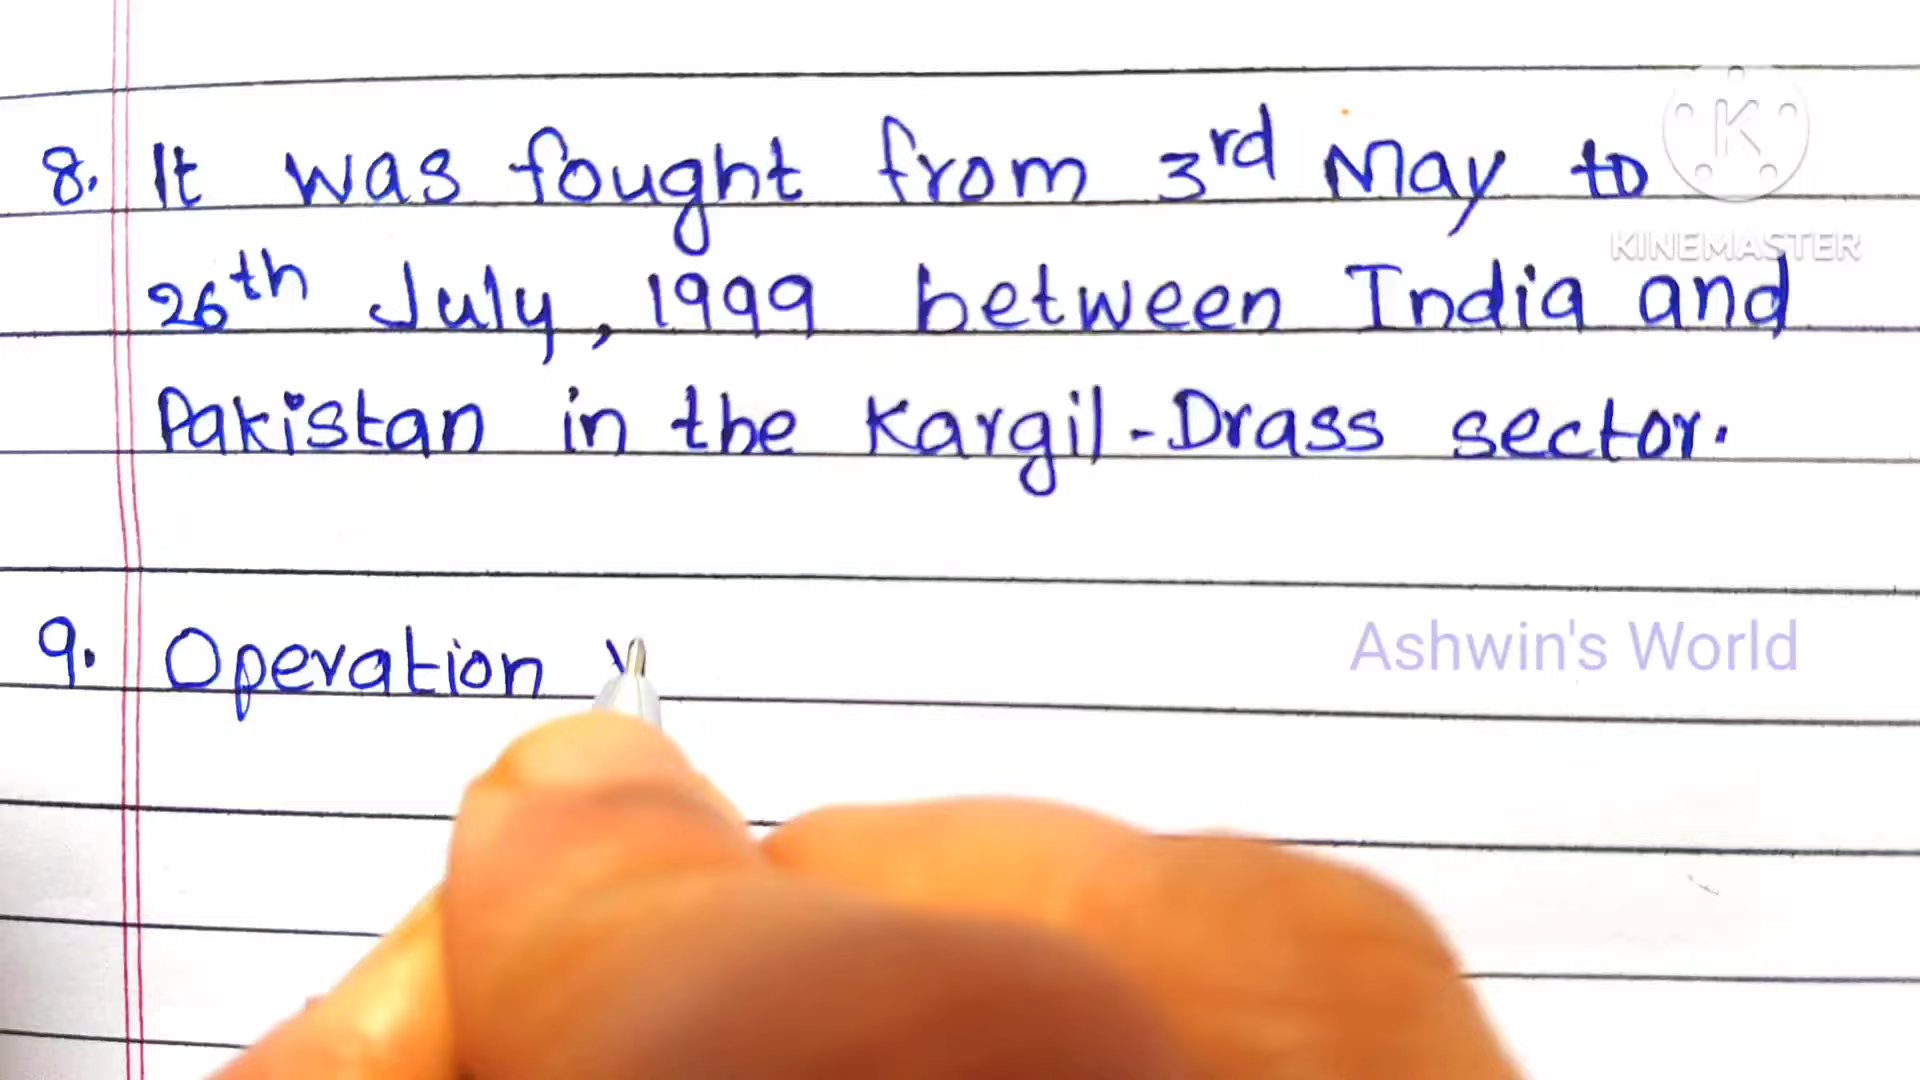 8. It was fought from 3rd May to
K
KINEMASTER
26th July, 1999 between India and
Pakistan in the Kargil-Drass sector.
9. Operation
Ashwin's World